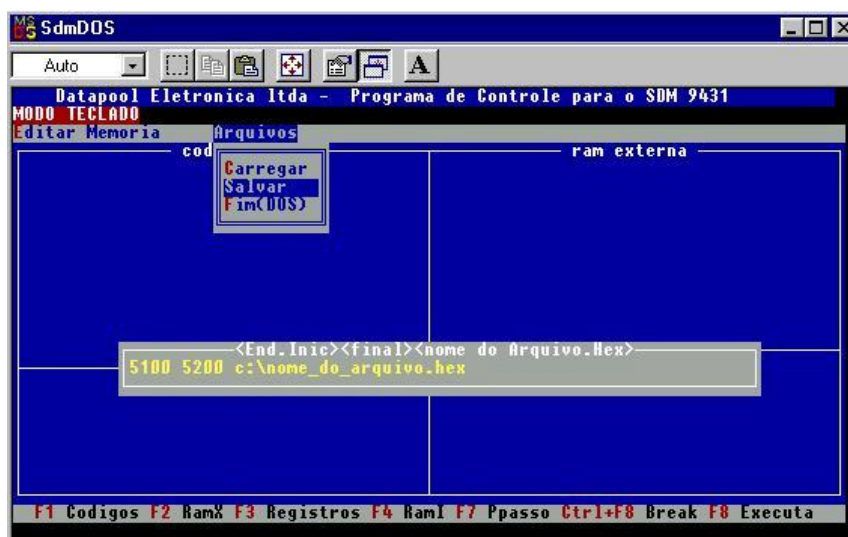 SdmDOS
Auto
A
Datapool Eletronica ltda - Programa de Controle para o SDM 9431
MODO TECLADO
Editar Memoria Arquivos
cod ram externa
Carregar
Salvar
Fim(DOS)
<End.Inic><final><nome do Arquivo.Hex>
5100 5200 c:\nome_do_arquivo.hex
F1 Codigos F2 RamX F3 Registros F4 RamI F7 Ppasso Ctrl+F8 Break F8 Executa